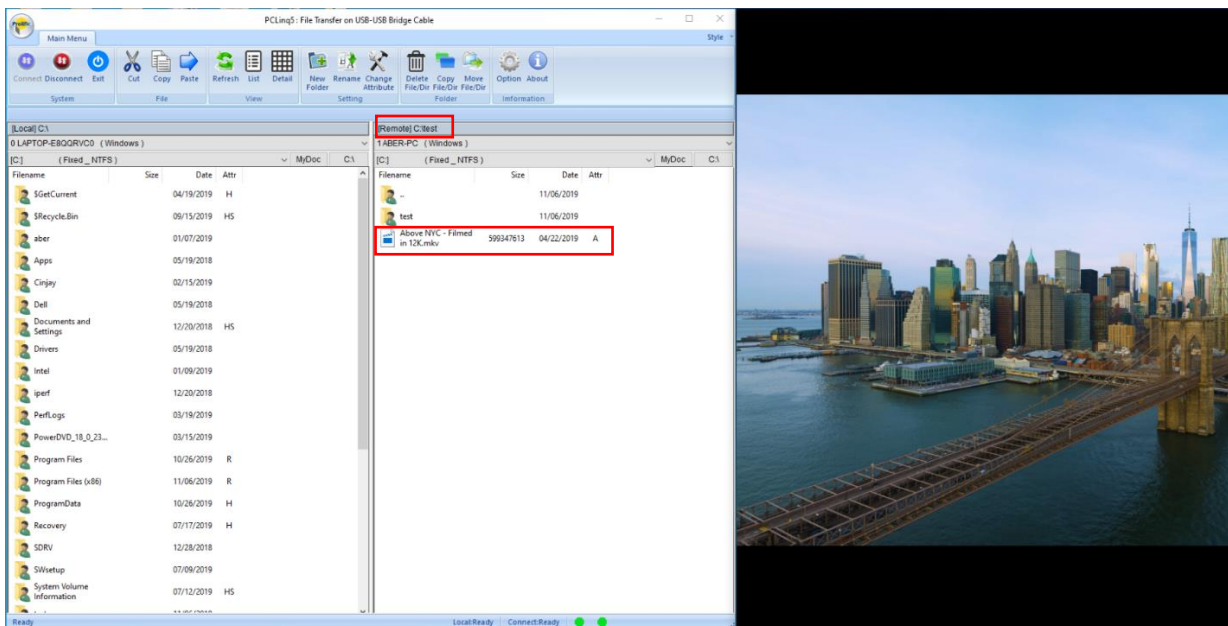 PCLinq5 : File Transfer on USB-USB Bridge Cable
Prolific
Main Menu
Style
Connect Disconnect Exit Cut Copy Paste Refresh List Detail New Folder Rename Change Attribute Delete File/Dir Copy File/Dir Move File/Dir Option About
System File View Setting Folder Information
[Local] C:\
0 LAPTOP-E8QQRVC0 (Windows)
[C:] (Fixed _ NTFS) MyDoc C:\
Filename Size Date Attr
$GetCurrent 04/19/2019 H
$Recycle.Bin 09/15/2019 HS
aber 01/07/2019
Apps 05/19/2018
Cinjay 02/15/2019
Dell 05/19/2018
Documents and
Settings 12/20/2018 HS
Drivers 05/19/2018
Intel 01/09/2019
iperf 12/20/2018
PerfLogs 03/19/2019
PowerDVD_18_0_23... 03/15/2019
Program Files 10/26/2019 R
Program Files (x86) 11/06/2019 R
ProgramData 10/26/2019 H
Recovery 07/17/2019 H
SDRV 12/28/2018
SWsetup 07/09/2019
System Volume
Information 07/12/2019 HS
[Remote] C:\test
1 ABER-PC (Windows)
[C:] (Fixed _ NTFS) MyDoc C:\
Filename Size Date Attr
.. 11/06/2019
test 11/06/2019
Above NYC - Filmed
in 12K.mkv 599347613 04/22/2019 A
Ready Local:Ready Connect:Ready